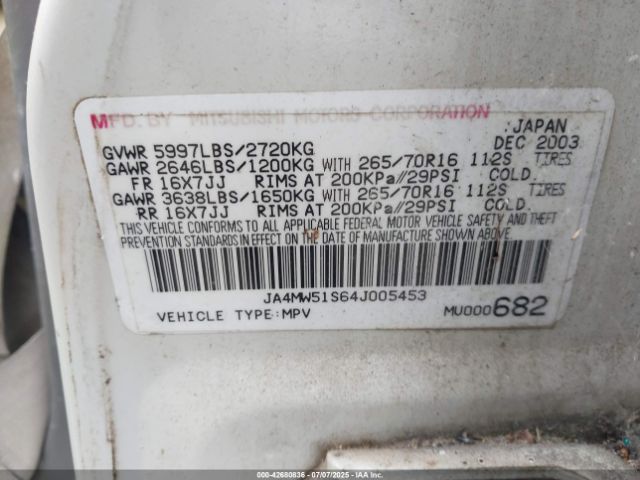 MFD. BY MITSUBISHI MOTORS CORPORATION
JAPAN
GVWR 5997LBS/2720KG DEC 2003
GAWR 2646LBS/1200KG WITH 265/70R16 112S TIRES
FR 16X7JJ RIMS AT 200KPa//29PSI COLD.
GAWR 3638LBS/1650KG WITH 265/70R16 112S TIRES
RR 16X7JJ RIMS AT 200KPa//29PSI COLD.
THIS VEHICLE CONFORMS TO ALL APPLICABLE FEDERAL MOTOR VEHICLE SAFETY AND THEFT
PREVENTION STANDARDS IN EFFECT ON THE DATE OF MANUFACTURE SHOWN ABOVE.
JA4MW51S64J005453
VEHICLE TYPE:MPV MU000682
000-42680836 - 07/07/2025 - IAAI.com